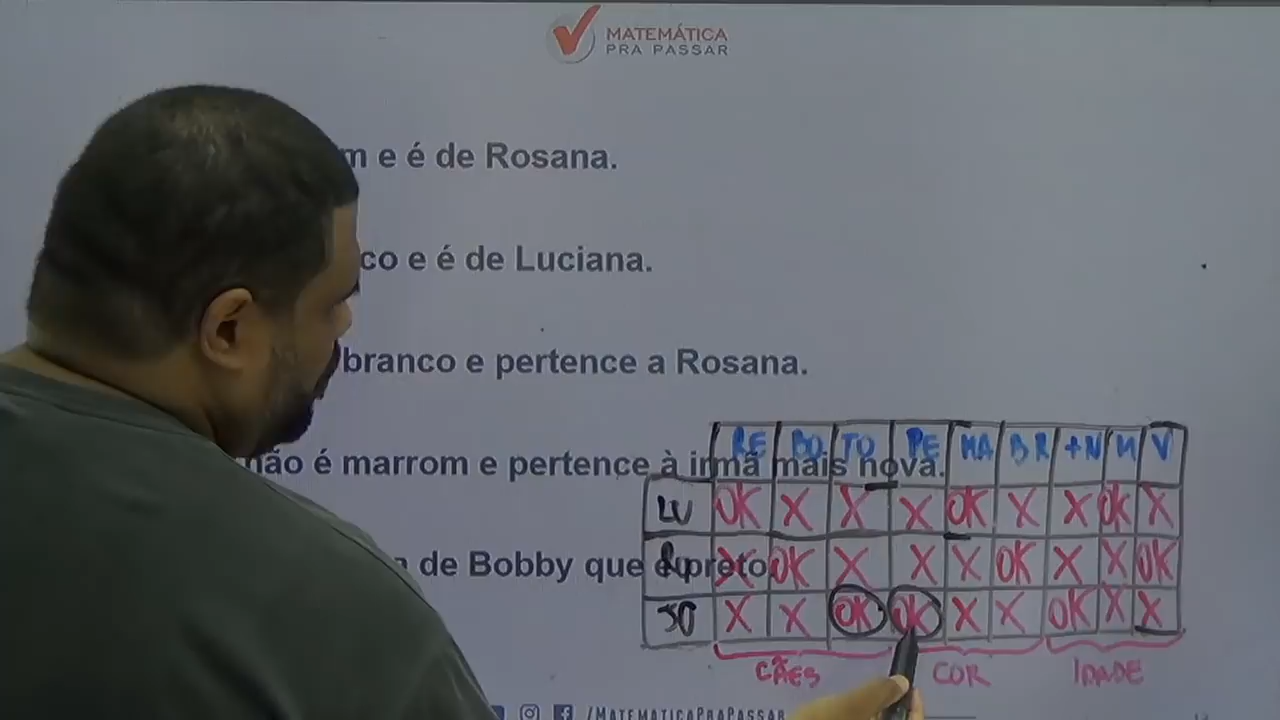 MATEMÁTICA
PRA PASSAR
m e é de Rosana.
co e é de Luciana.
branco e pertence a Rosana.
não é marrom e pertence à irmã mais nova.
de Bobby que é preto.
RE BO TO PE MA BR +N M V
LU OK X X X OK X X OK X
RO X OK X X X OK X X OK
JO X X OK OK X X OK X X
CÃES COR IDADE
/MATEMATICAPRAPASSAR